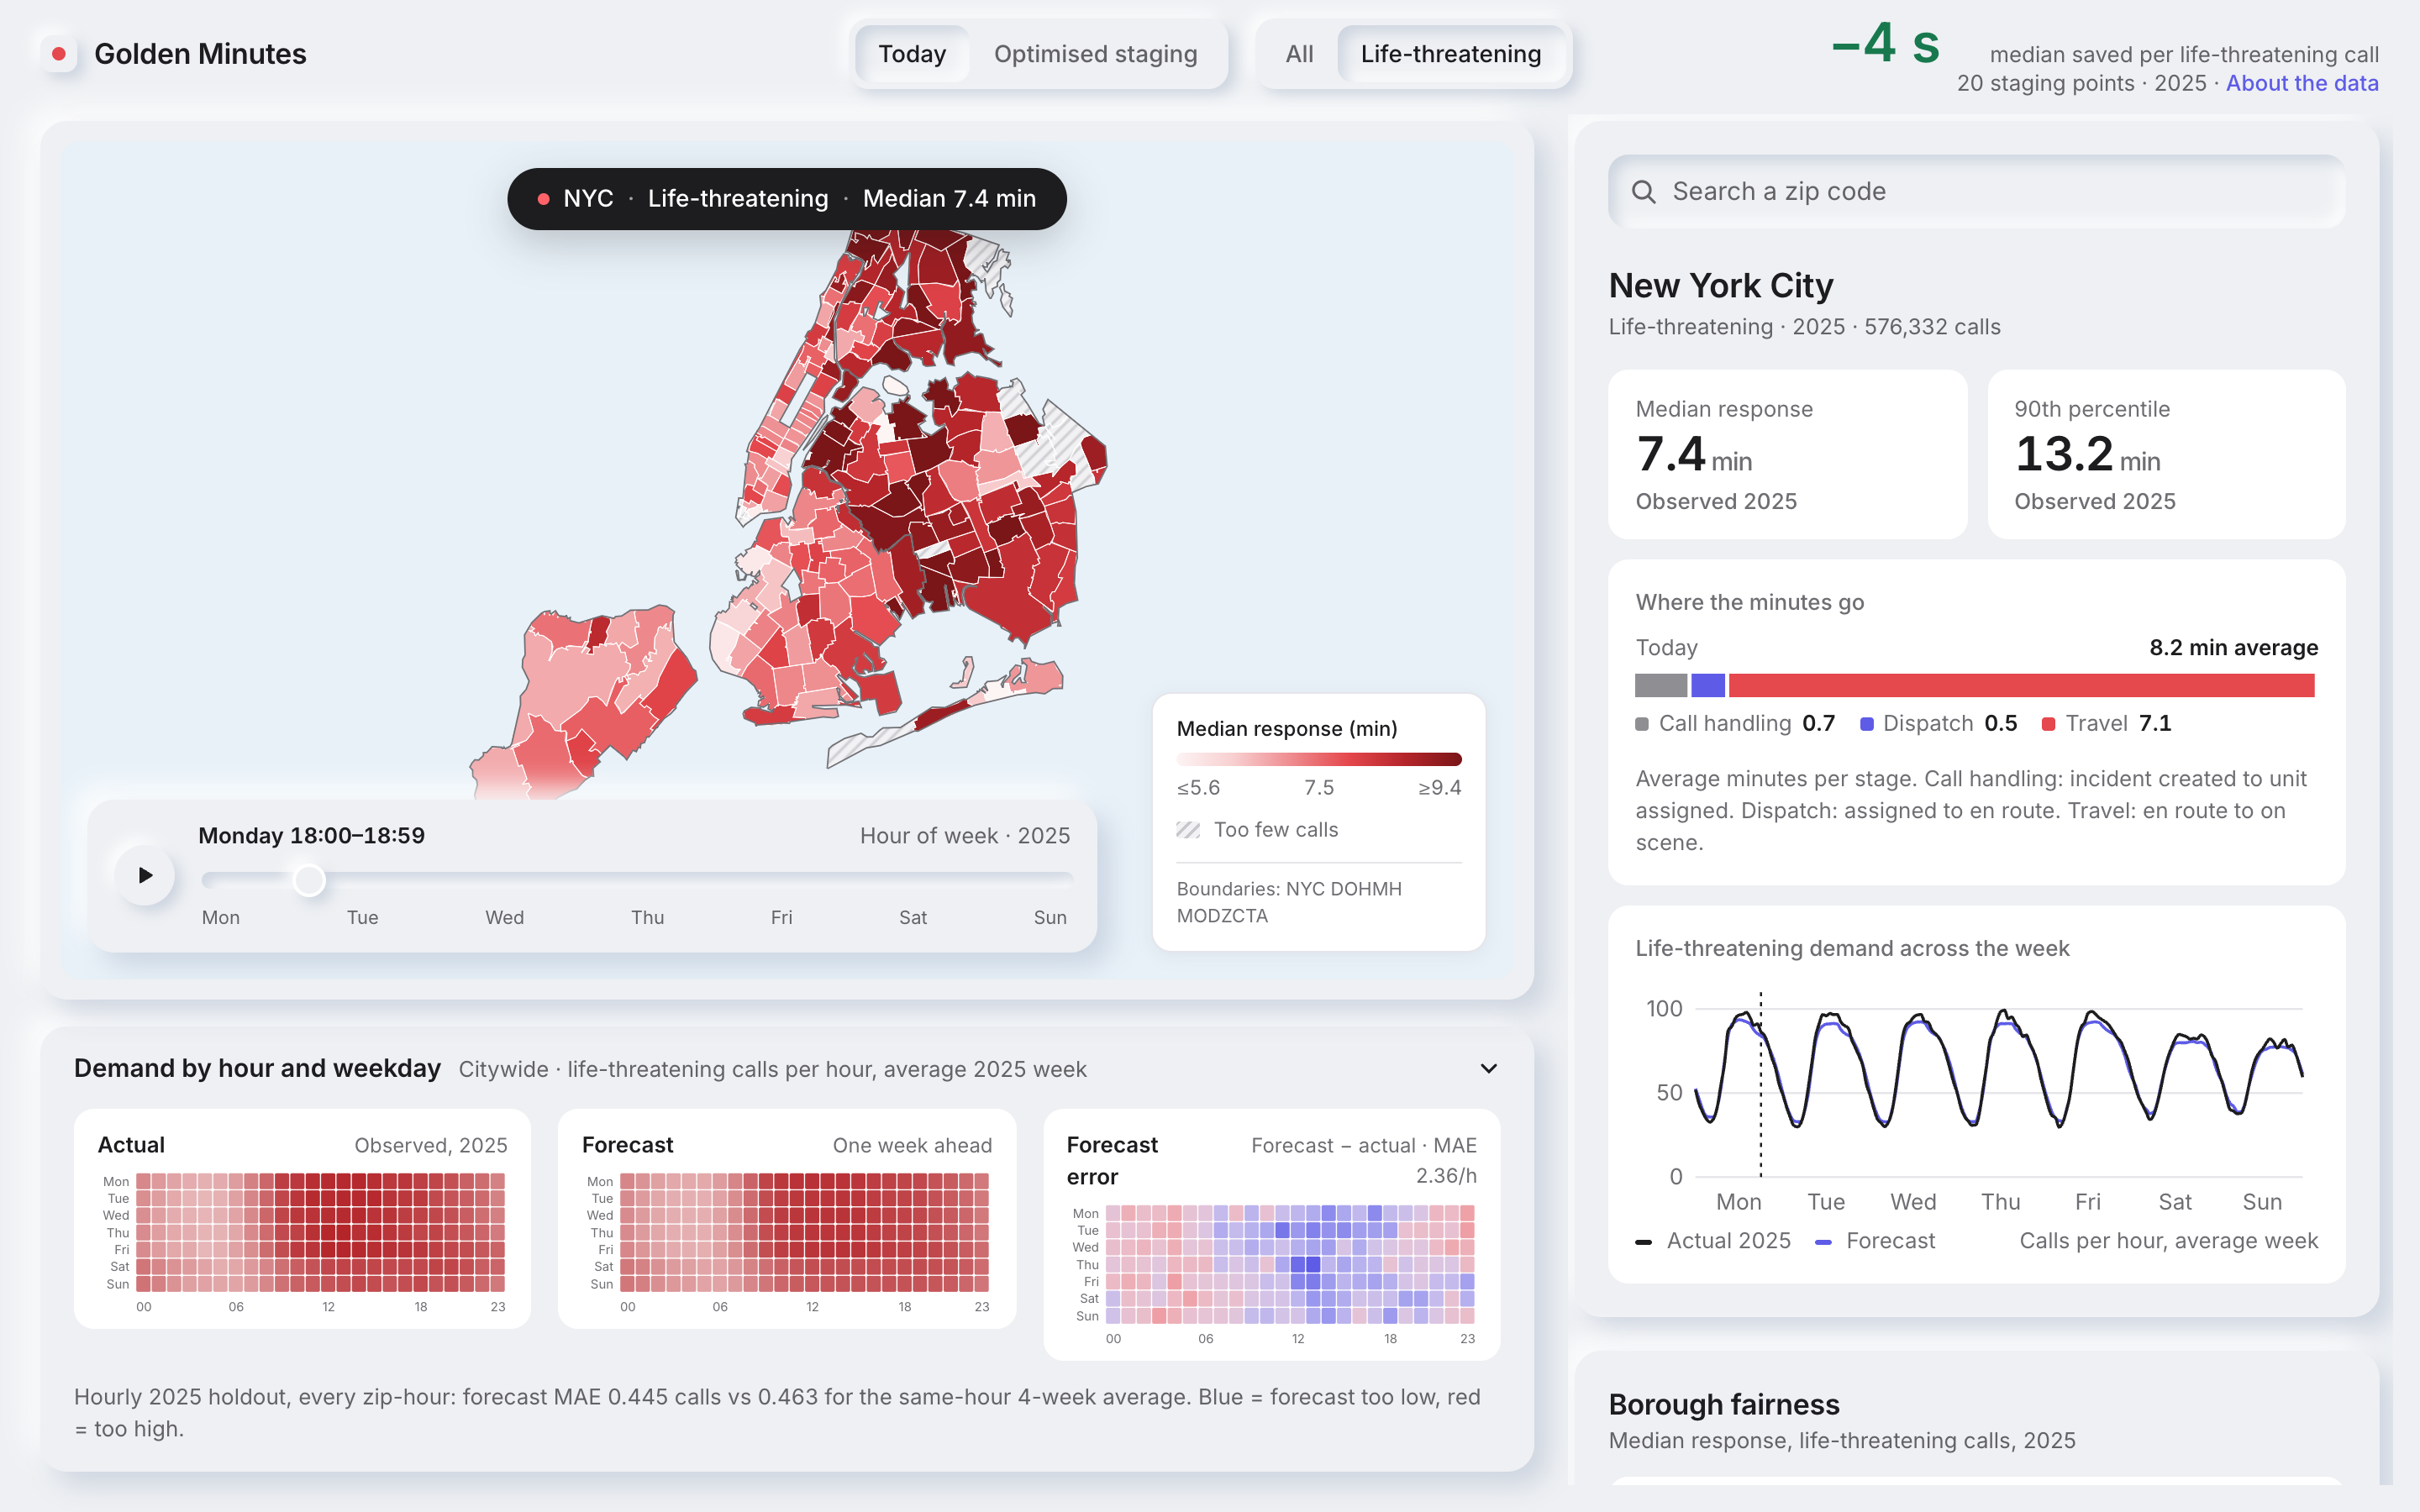 Golden Minutes
Today
Optimised staging
All
Life-threatening
−4 s
median saved per life-threatening call
20 staging points · 2025 · About the data
NYC · Life-threatening · Median 7.4 min
Median response (min)
≤5.6 7.5 ≥9.4
Too few calls
Boundaries: NYC DOHMH
MODZCTA
Monday 18:00–18:59
Hour of week · 2025
Mon Tue Wed Thu Fri Sat Sun
Demand by hour and weekday
Citywide · life-threatening calls per hour, average 2025 week
Actual
Observed, 2025
Mon
Tue
Wed
Thu
Fri
Sat
Sun
00 06 12 18 23
Forecast
One week ahead
Mon
Tue
Wed
Thu
Fri
Sat
Sun
00 06 12 18 23
Forecast
error
Forecast − actual · MAE
2.36/h
Mon
Tue
Wed
Thu
Fri
Sat
Sun
00 06 12 18 23
Hourly 2025 holdout, every zip-hour: forecast MAE 0.445 calls vs 0.463 for the same-hour 4-week average. Blue = forecast too low, red
= too high.
Search a zip code
New York City
Life-threatening · 2025 · 576,332 calls
Median response
7.4 min
Observed 2025
90th percentile
13.2 min
Observed 2025
Where the minutes go
Today
8.2 min average
Call handling 0.7
Dispatch 0.5
Travel 7.1
Average minutes per stage. Call handling: incident created to unit
assigned. Dispatch: assigned to en route. Travel: en route to on
scene.
Life-threatening demand across the week
100
50
0
Mon Tue Wed Thu Fri Sat Sun
Actual 2025
Forecast
Calls per hour, average week
Borough fairness
Median response, life-threatening calls, 2025